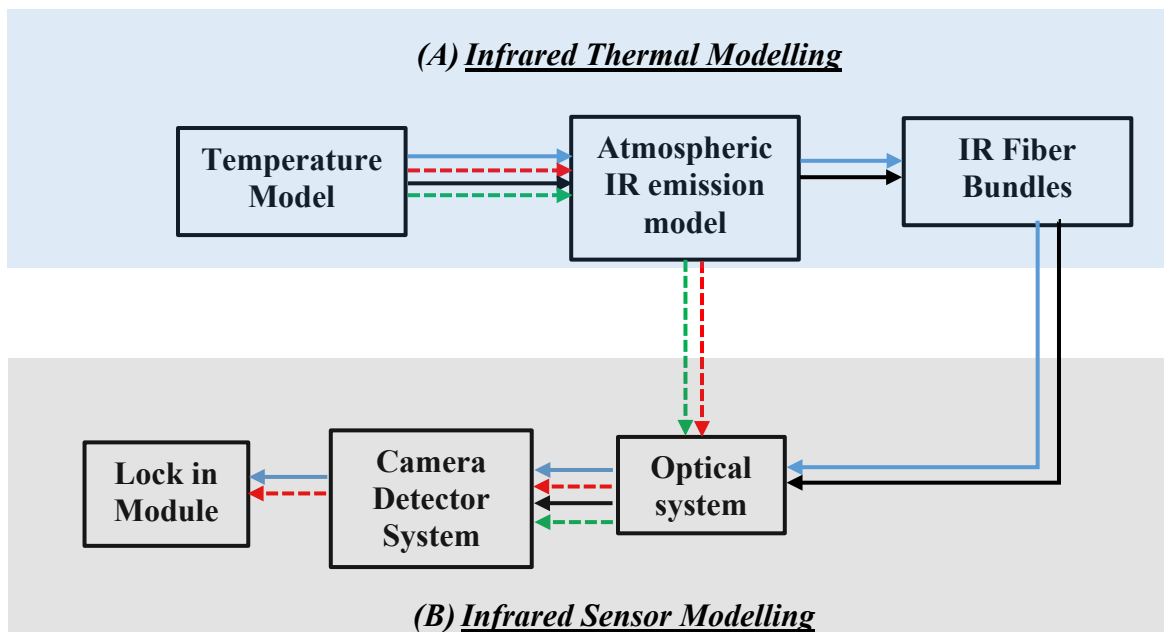 (A) Infrared Thermal Modelling
Temperature
Model
Atmospheric
IR emission
model
IR Fiber
Bundles
Lock in
Module
Camera
Detector
System
Optical
system
(B) Infrared Sensor Modelling